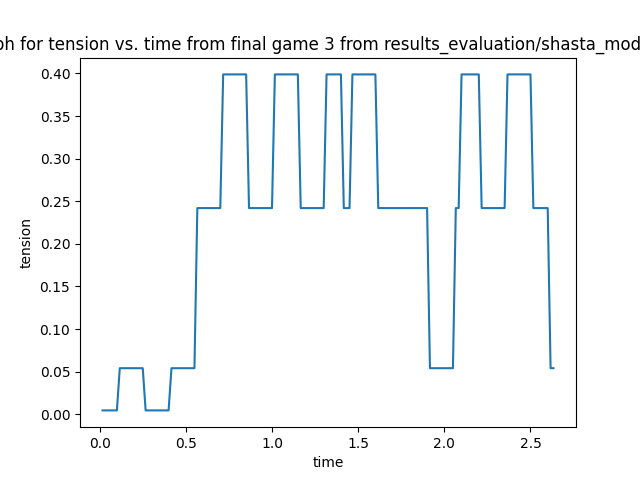 for tension vs. time from final game 3 from results_evaluation/shasta_mod
0.40
0.35
0.30
0.25
0.20
0.15
0.10
0.05
0.00
tension
0.0 0.5 1.0 1.5 2.0 2.5
time